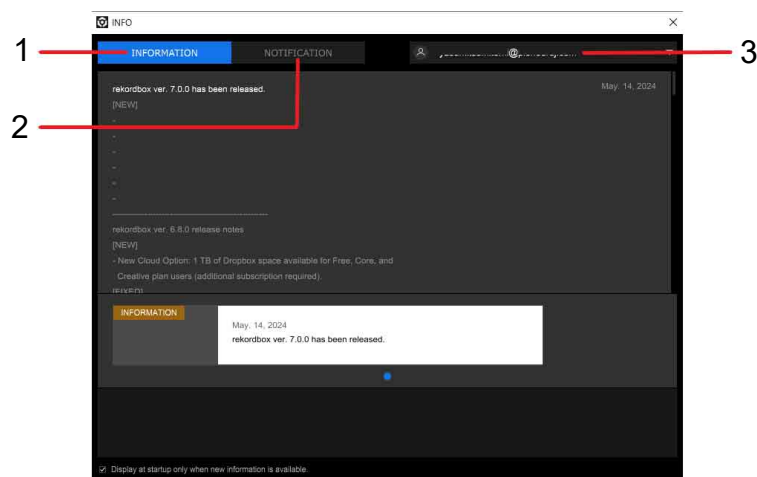 INFO
1
INFORMATION
NOTIFICATION
3
2
rekordbox ver. 7.0.0 has been released.
May. 14, 2024
[NEW]
-
-
-
-
-
-
------------------------------------------------
rekordbox ver. 6.8.0 release notes
[NEW]
- New Cloud Option: 1 TB of Dropbox space available for Free, Core, and
Creative plan users (additional subscription required).
[FIXED]
INFORMATION
May. 14, 2024
rekordbox ver. 7.0.0 has been released.
Display at startup only when new information is available.